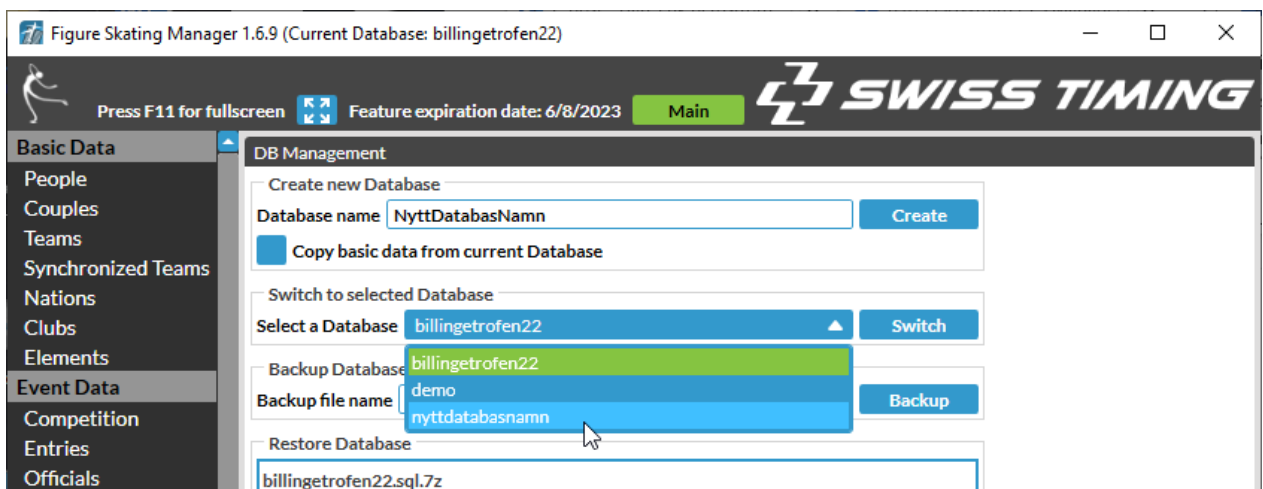 Figure Skating Manager 1.6.9 (Current Database: billingetrofen22)
Press F11 for fullscreen Feature expiration date: 6/8/2023 Main SWISS TIMING
Basic Data
People
Couples
Teams
Synchronized Teams
Nations
Clubs
Elements
Event Data
Competition
Entries
Officials
DB Management
Create new Database
Database name NyttDatabasNamn Create
Copy basic data from current Database
Switch to selected Database
Select a Database billingetrofen22 Switch
billingetrofen22
demo
nyttdatabasnamn
Backup Database
Backup file name Backup
Restore Database
billingetrofen22.sql.7z